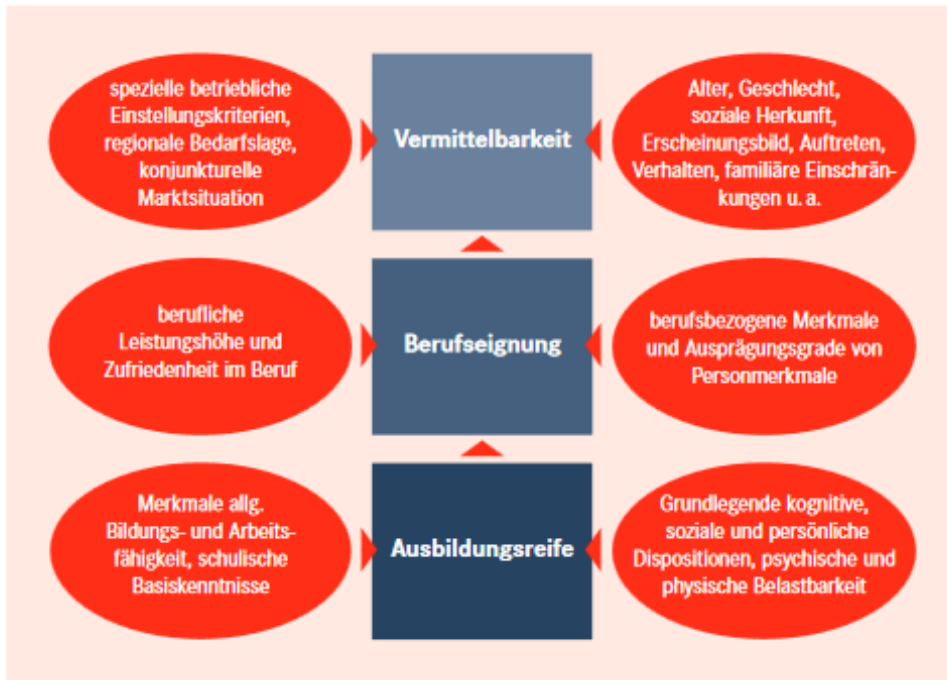 spezielle betriebliche
Einstellungskriterien,
regionale Bedarfslage,
konjunkturelle
Marktsituation
Vermittelbarkeit
Alter, Geschlecht,
soziale Herkunft,
Erscheinungsbild, Auftreten,
Verhalten, familiäre Einschrän-
kungen u. a.
berufliche
Leistungshöhe und
Zufriedenheit im Beruf
Berufseignung
berufsbezogene Merkmale
und Ausprägungsgrade von
Personmerkmale
Merkmale allg.
Bildungs- und Arbeits-
fähigkeit, schulische
Basiskenntnisse
Ausbildungsreife
Grundlegende kognitive,
soziale und persönliche
Dispositionen, psychische und
physische Belastbarkeit